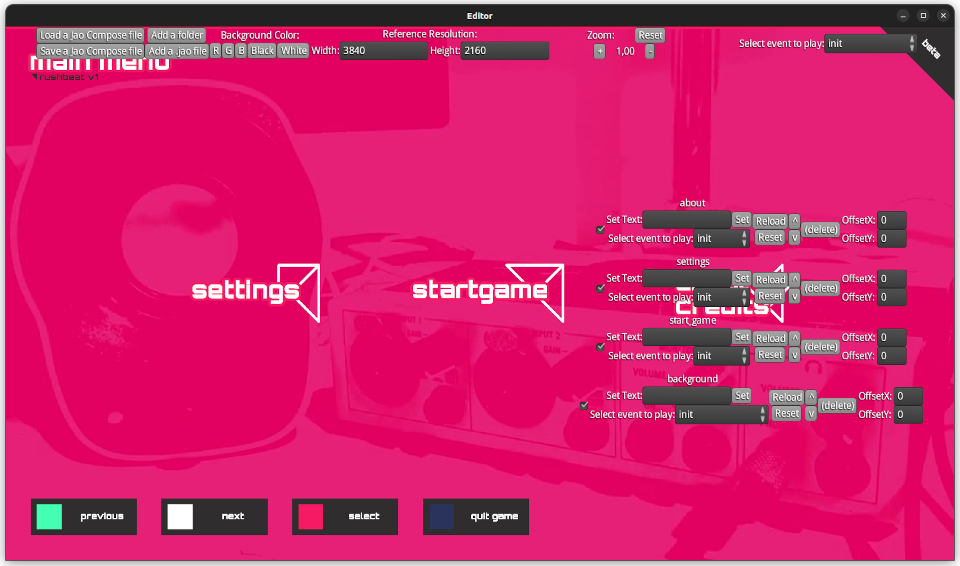 Editor
Load a Jao Compose file Add a folder Background Color: Reference Resolution: Zoom: Reset
Save a Jao Compose file Add a .jao file R G B Black White Width: 3840 Height: 2160 + 1,00 -
Select event to play: init
beta
main menu
rushbeat v1
about
Set Text: Set Reload ^ (delete) OffsetX: 0
Select event to play: init Reset v OffsetY: 0
settings
Set Text: Set Reload ^ (delete) OffsetX: 0
Select event to play: init Reset v OffsetY: 0
settings startgame credits
start_game
Set Text: Set Reload ^ (delete) OffsetX: 0
Select event to play: init Reset v OffsetY: 0
background
Set Text: Set Reload ^ (delete) OffsetX: 0
Select event to play: init Reset v OffsetY: 0
previous next select quit game